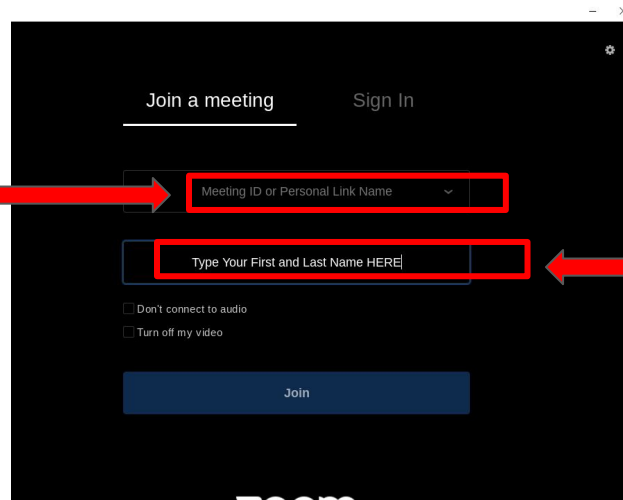 Join a meeting
Sign In
Meeting ID or Personal Link Name
Type Your First and Last Name HERE
Don't connect to audio
Turn off my video
Join
zoom